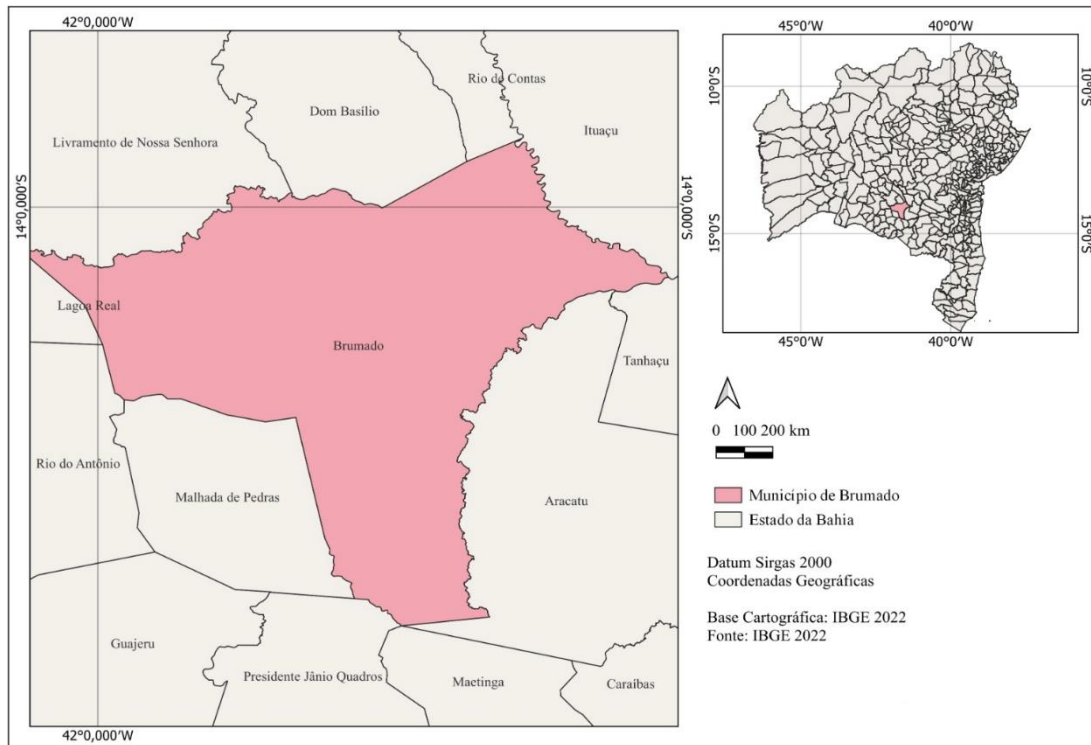 42°0,000'W
Rio de Contas
Dom Basílio
Ituaçu
Livramento de Nossa Senhora
14°0,000'S
14°0,000'S
Lagoa Real
Brumado
Tanhaçu
Rio do Antônio
Malhada de Pedras
Aracatu
Guajeru
Presidente Jânio Quadros
Maetinga
Caraíbas
42°0,000'W
45°0'W
40°0'W
10°0'S
10°0'S
15°0'S
15°0'S
45°0'W
40°0'W
0 100 200 km
Município de Brumado
Estado da Bahia
Datum Sirgas 2000
Coordenadas Geográficas
Base Cartográfica: IBGE 2022
Fonte: IBGE 2022